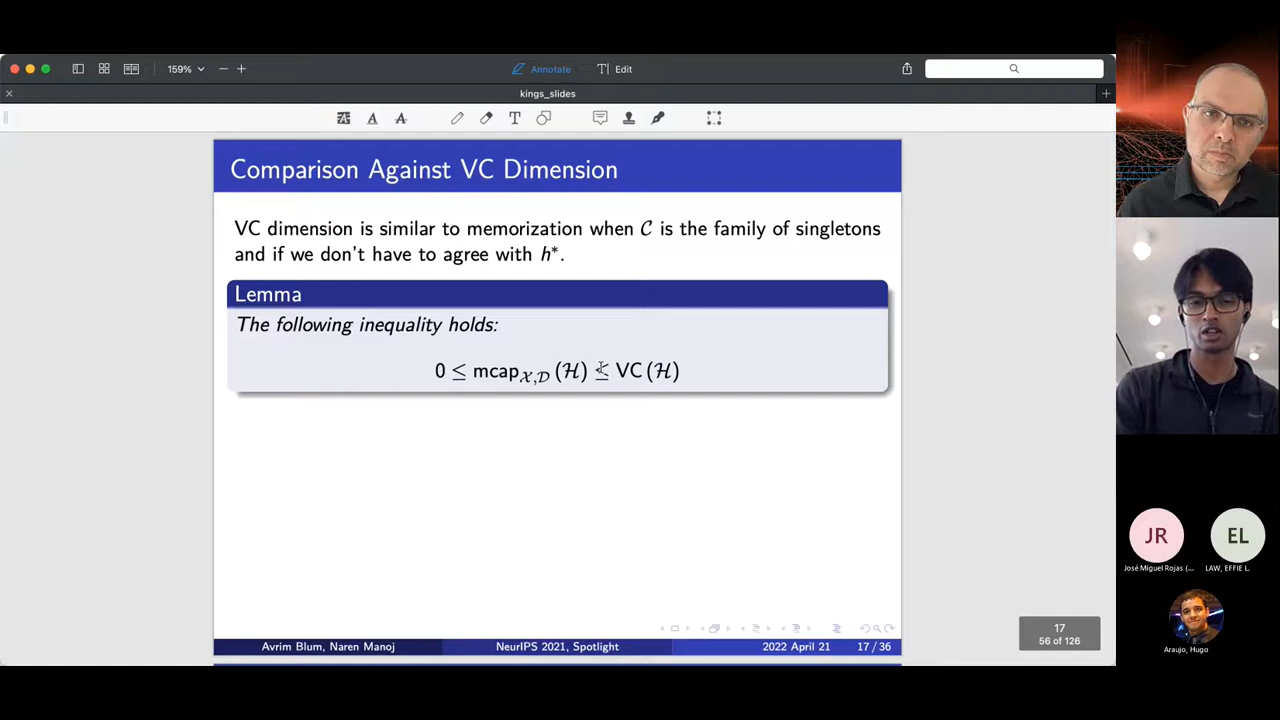 159%
Annotate
Edit
kings_slides
Comparison Against VC Dimension
VC dimension is similar to memorization when 𝒞 is the family of singletons
and if we don't have to agree with h*.
Lemma
The following inequality holds:
0 ≤ mcap_{𝒳,𝒟} (ℋ) ≤ VC (ℋ)
Avrim Blum, Naren Manoj
NeurIPS 2021, Spotlight
2022 April 21
17 / 36
17
56 of 126
JR
EL
José Miguel Rojas (...
LAW, EFFIE L.
Araujo, Hugo